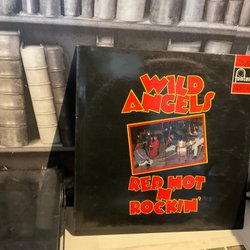 WILD
ANGELS
RED HOT
'N'
ROCKIN'